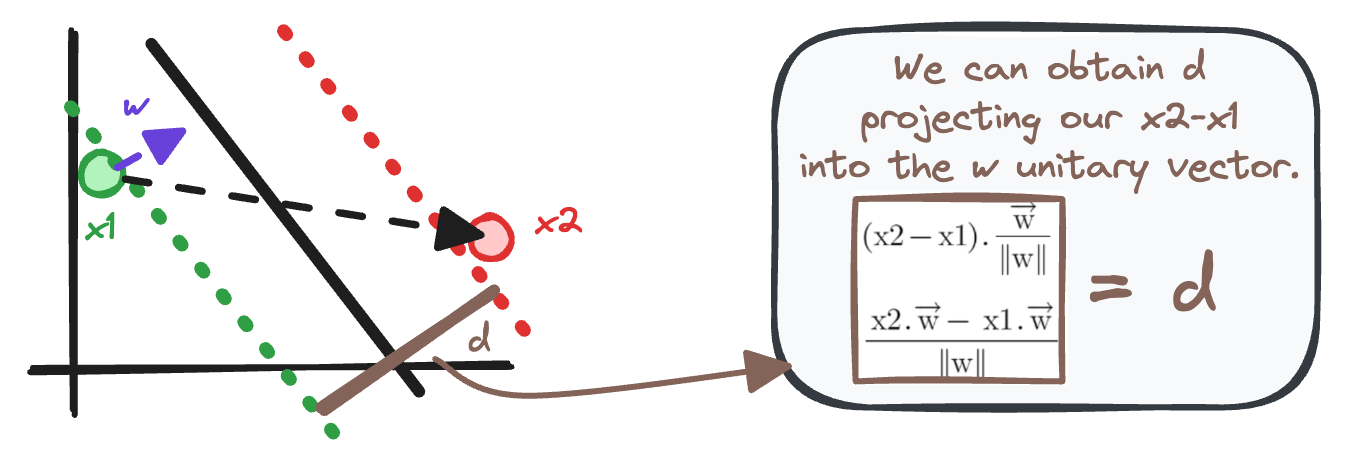 w
x1
x2
d
We can obtain d
projecting our x2-x1
into the w unitary vector.
(x2 − x1) . w⃗ / ‖w‖
x2 . w⃗ − x1 . w⃗ / ‖w‖
= d